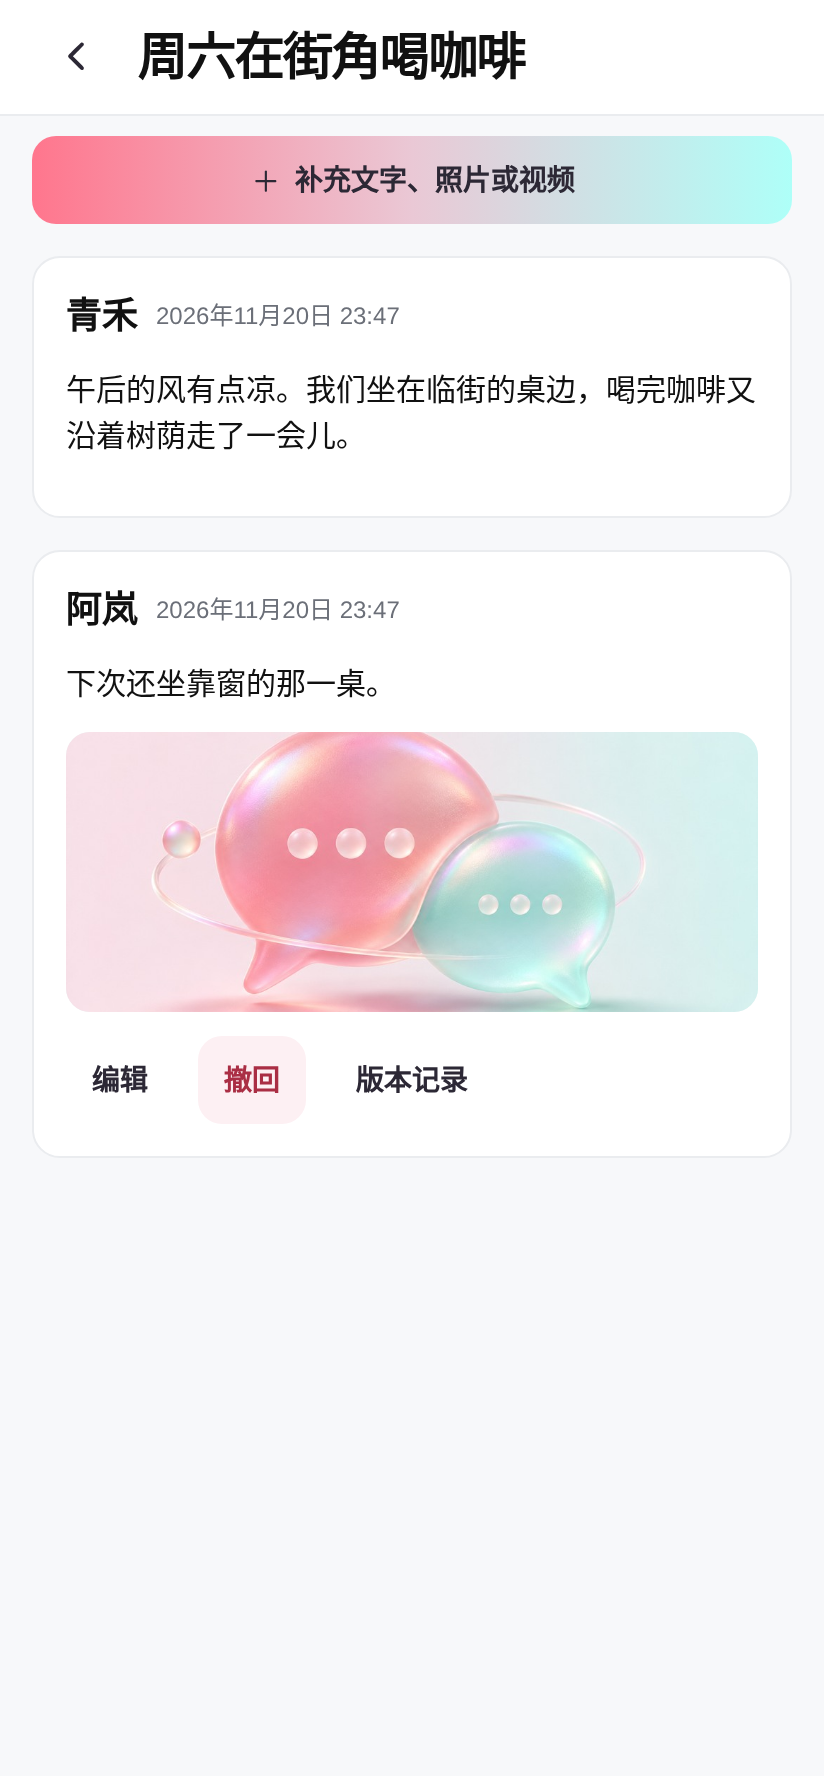 周六在街角喝咖啡
＋ 补充文字、照片或视频
青禾 2026年11月20日 23:47
午后的风有点凉。我们坐在临街的桌边，喝完咖啡又
沿着树荫走了一会儿。
阿岚 2026年11月20日 23:47
下次还坐靠窗的那一桌。
编辑 撤回 版本记录